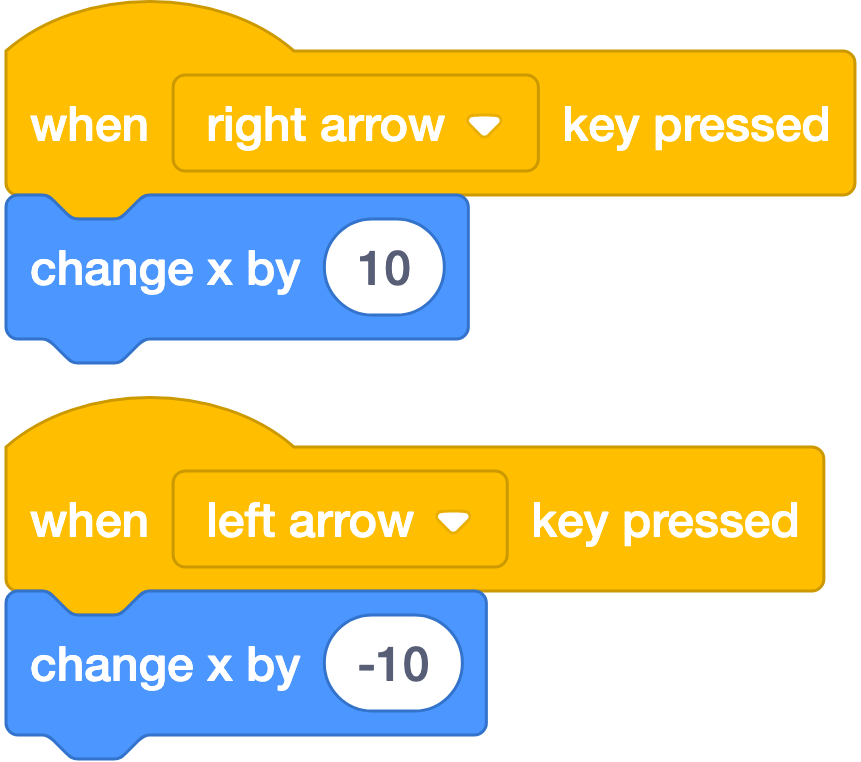 when right arrow key pressed
change x by 10
when left arrow key pressed
change x by -10